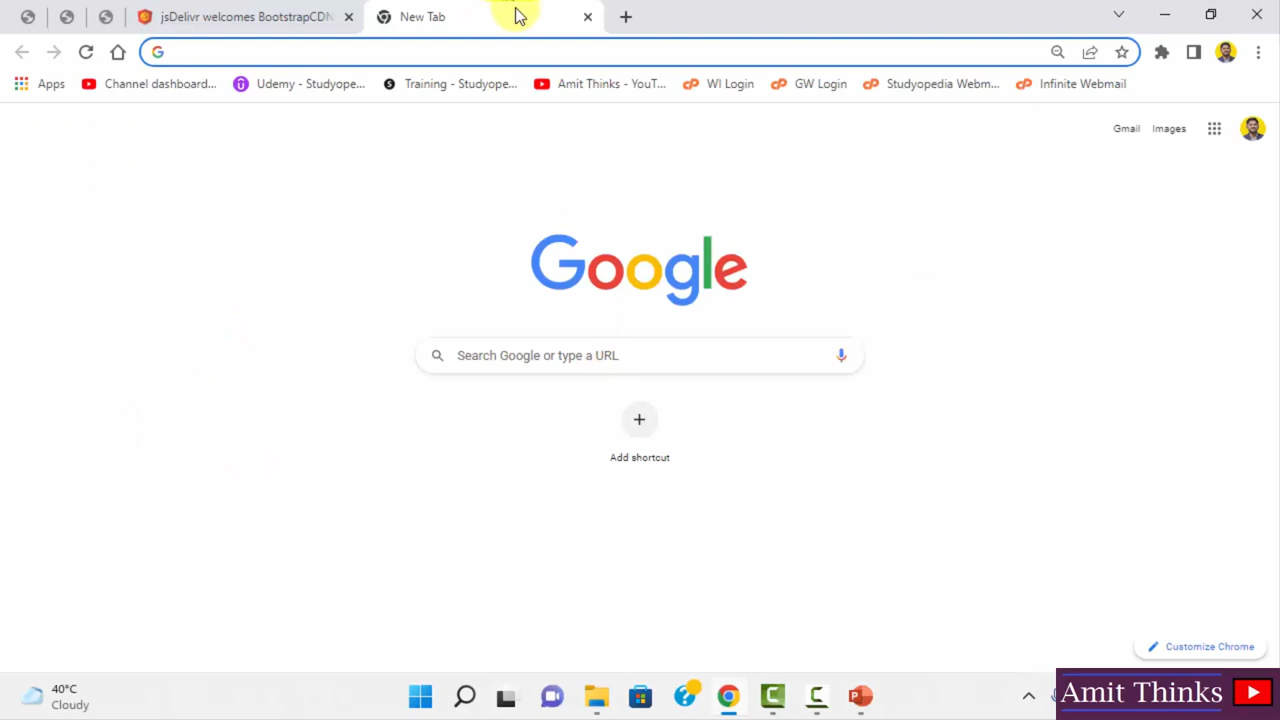 jsDelivr welcomes BootstrapCDN
New Tab
Apps
Channel dashboard...
Udemy - Studyope...
Training - Studyope...
Amit Thinks - YouT...
WI Login
GW Login
Studyopedia Webm...
Infinite Webmail
Gmail
Images
Google
Search Google or type a URL
Add shortcut
Customize Chrome
40°C
Cloudy
Amit Thinks